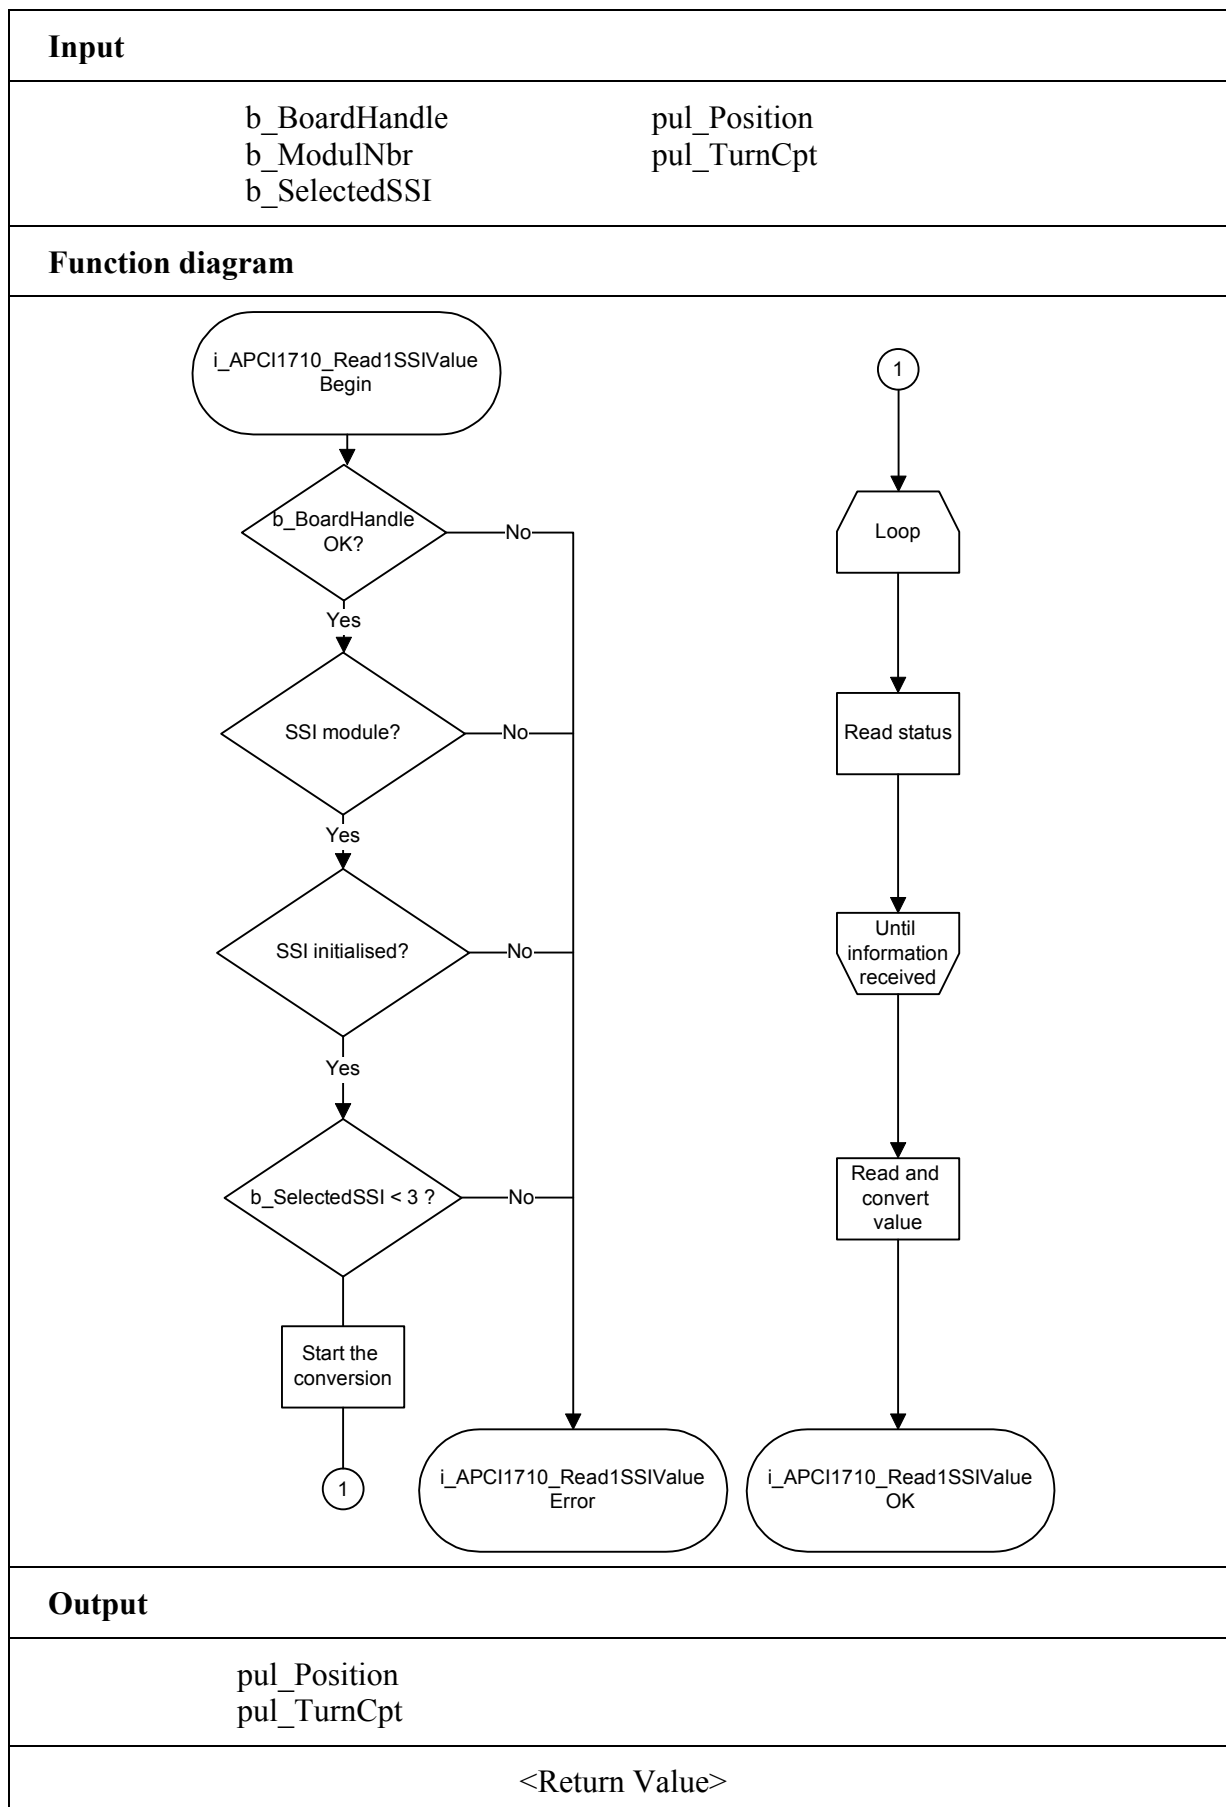 Input
b_BoardHandle pul_Position
b_ModulNbr pul_TurnCpt
b_SelectedSSI
Function diagram
i_APCI1710_Read1SSIValue
Begin
b_BoardHandle
OK?
No
Yes
SSI module?
No
Yes
SSI initialised?
No
Yes
b_SelectedSSI < 3 ?
No
Start the
conversion
1
i_APCI1710_Read1SSIValue
Error
1
Loop
Read status
Until
information
received
Read and
convert
value
i_APCI1710_Read1SSIValue
OK
Output
pul_Position
pul_TurnCpt
<Return Value>